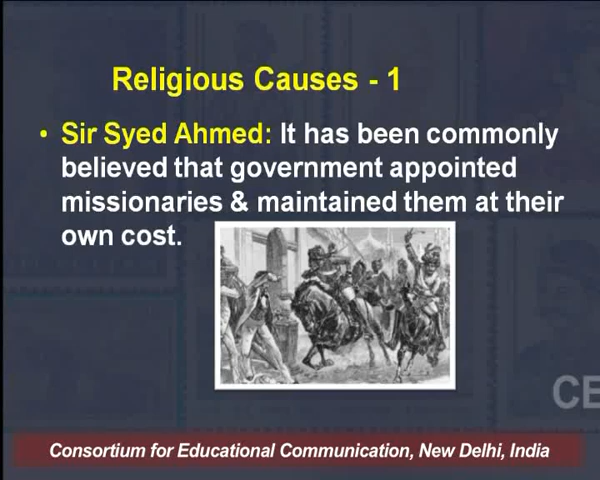 Religious Causes - 1
• Sir Syed Ahmed: It has been commonly
believed that government appointed
missionaries & maintained them at their
own cost.
CE
Consortium for Educational Communication, New Delhi, India